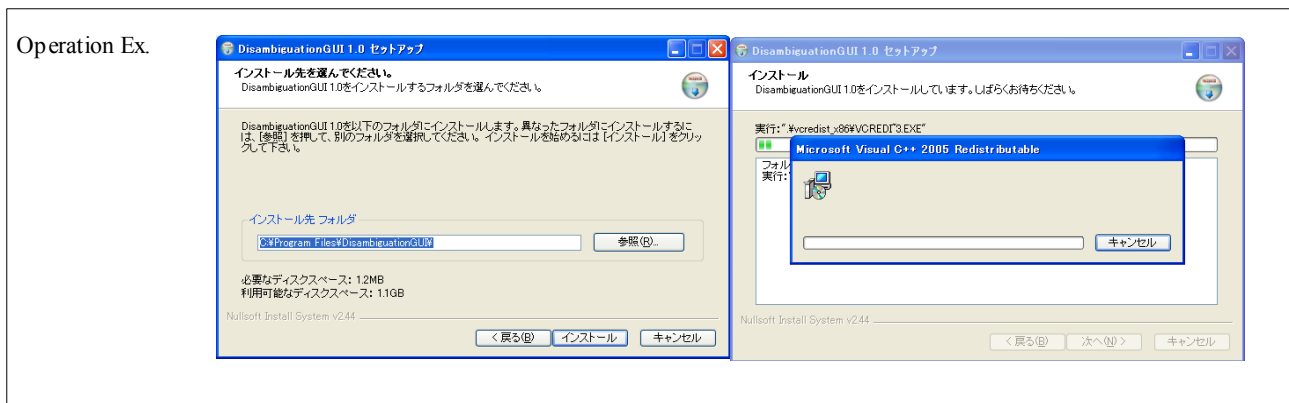 Operation Ex.
DisambiguationGUI 1.0 セットアップ
インストール先を選んでください。
DisambiguationGUI 1.0をインストールするフォルダを選んでください。
DisambiguationGUI 1.0を以下のフォルダにインストールします。異なったフォルダにインストールするに
は、[参照] を押して、別のフォルダを選択してください。インストールを始めるには [インストール] をクリッ
クして下さい。
インストール先 フォルダ
C:¥Program Files¥DisambiguationGUI¥
参照(R)...
必要なディスクスペース: 1.2MB
利用可能なディスクスペース: 1.1GB
Nullsoft Install System v2.44
< 戻る(B)
インストール
キャンセル
DisambiguationGUI 1.0 セットアップ
インストール
DisambiguationGUI 1.0をインストールしています。しばらくお待ちください。
実行:".¥vcredist_x86¥VCREDI~3.EXE"
フォル
実行:"
Microsoft Visual C++ 2005 Redistributable
キャンセル
Nullsoft Install System v2.44
< 戻る(B)
次へ(N) >
キャンセル